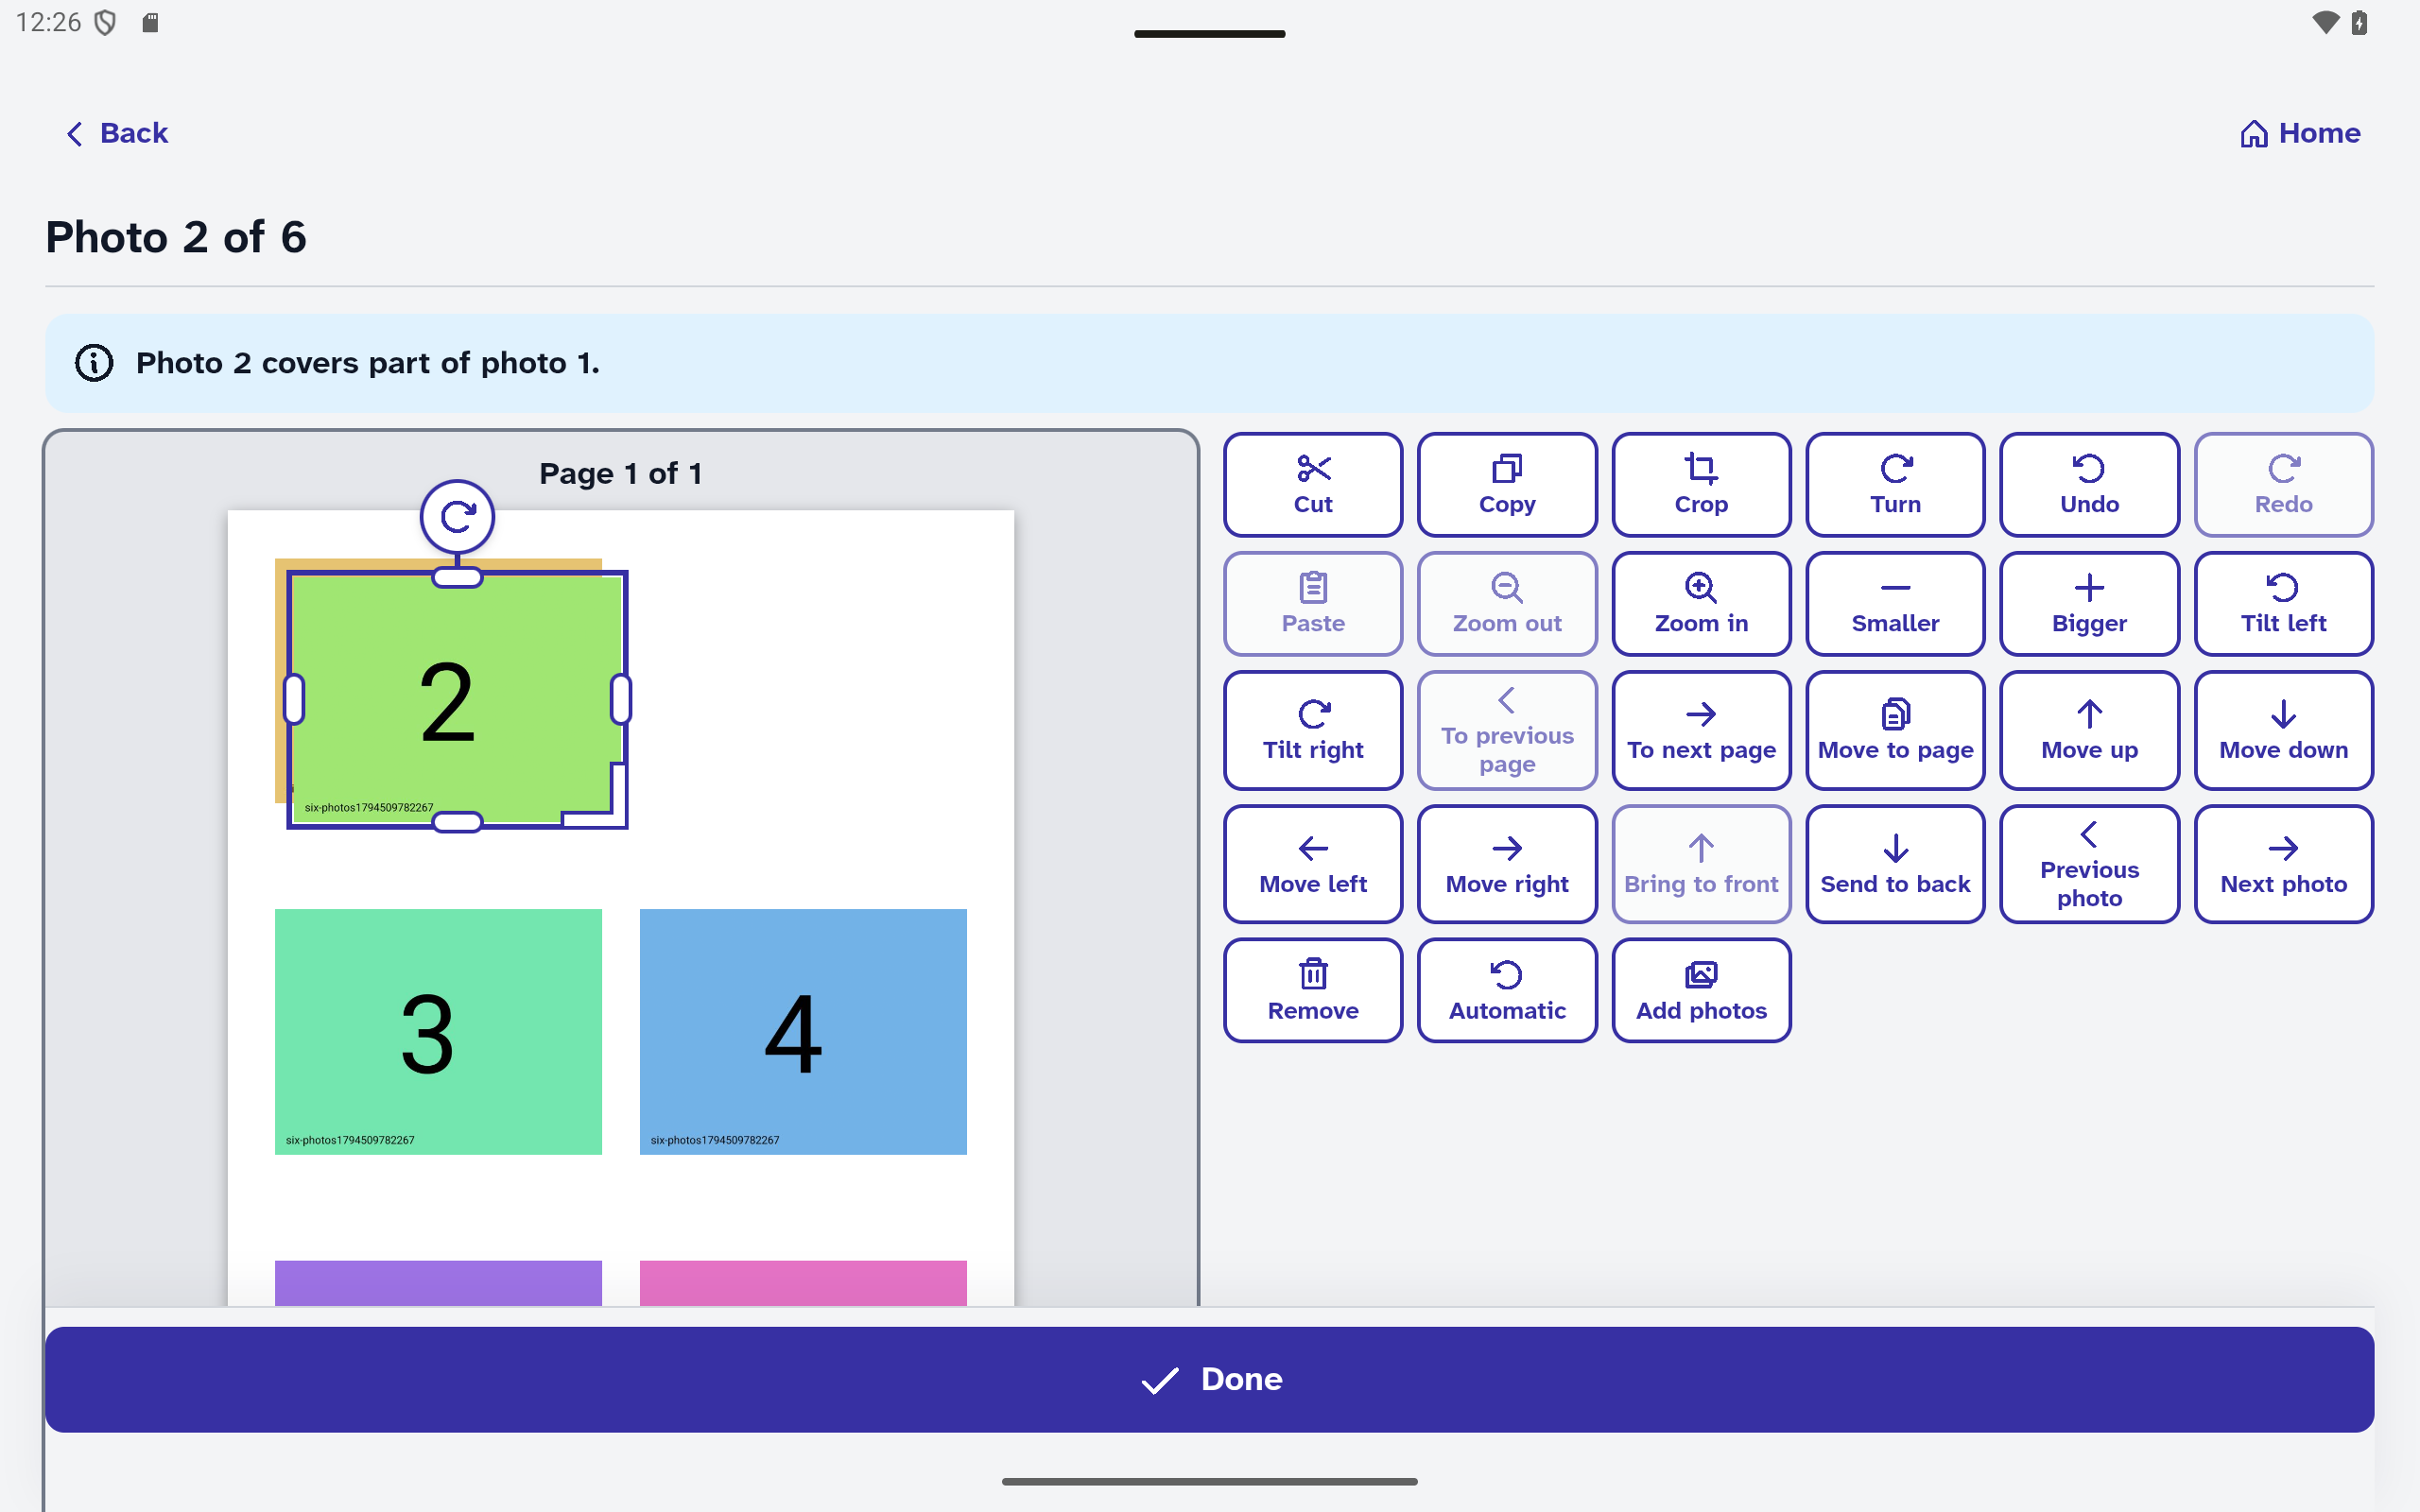 12:26
Back
Home
Photo 2 of 6
Photo 2 covers part of photo 1.
Page 1 of 1
2
six-photos1794509782267
3
six-photos1794509782267
4
six-photos1794509782267
Cut
Copy
Crop
Turn
Undo
Redo
Paste
Zoom out
Zoom in
Smaller
Bigger
Tilt left
Tilt right
To previous
page
To next page
Move to page
Move up
Move down
Move left
Move right
Bring to front
Send to back
Previous
photo
Next photo
Remove
Automatic
Add photos
Done